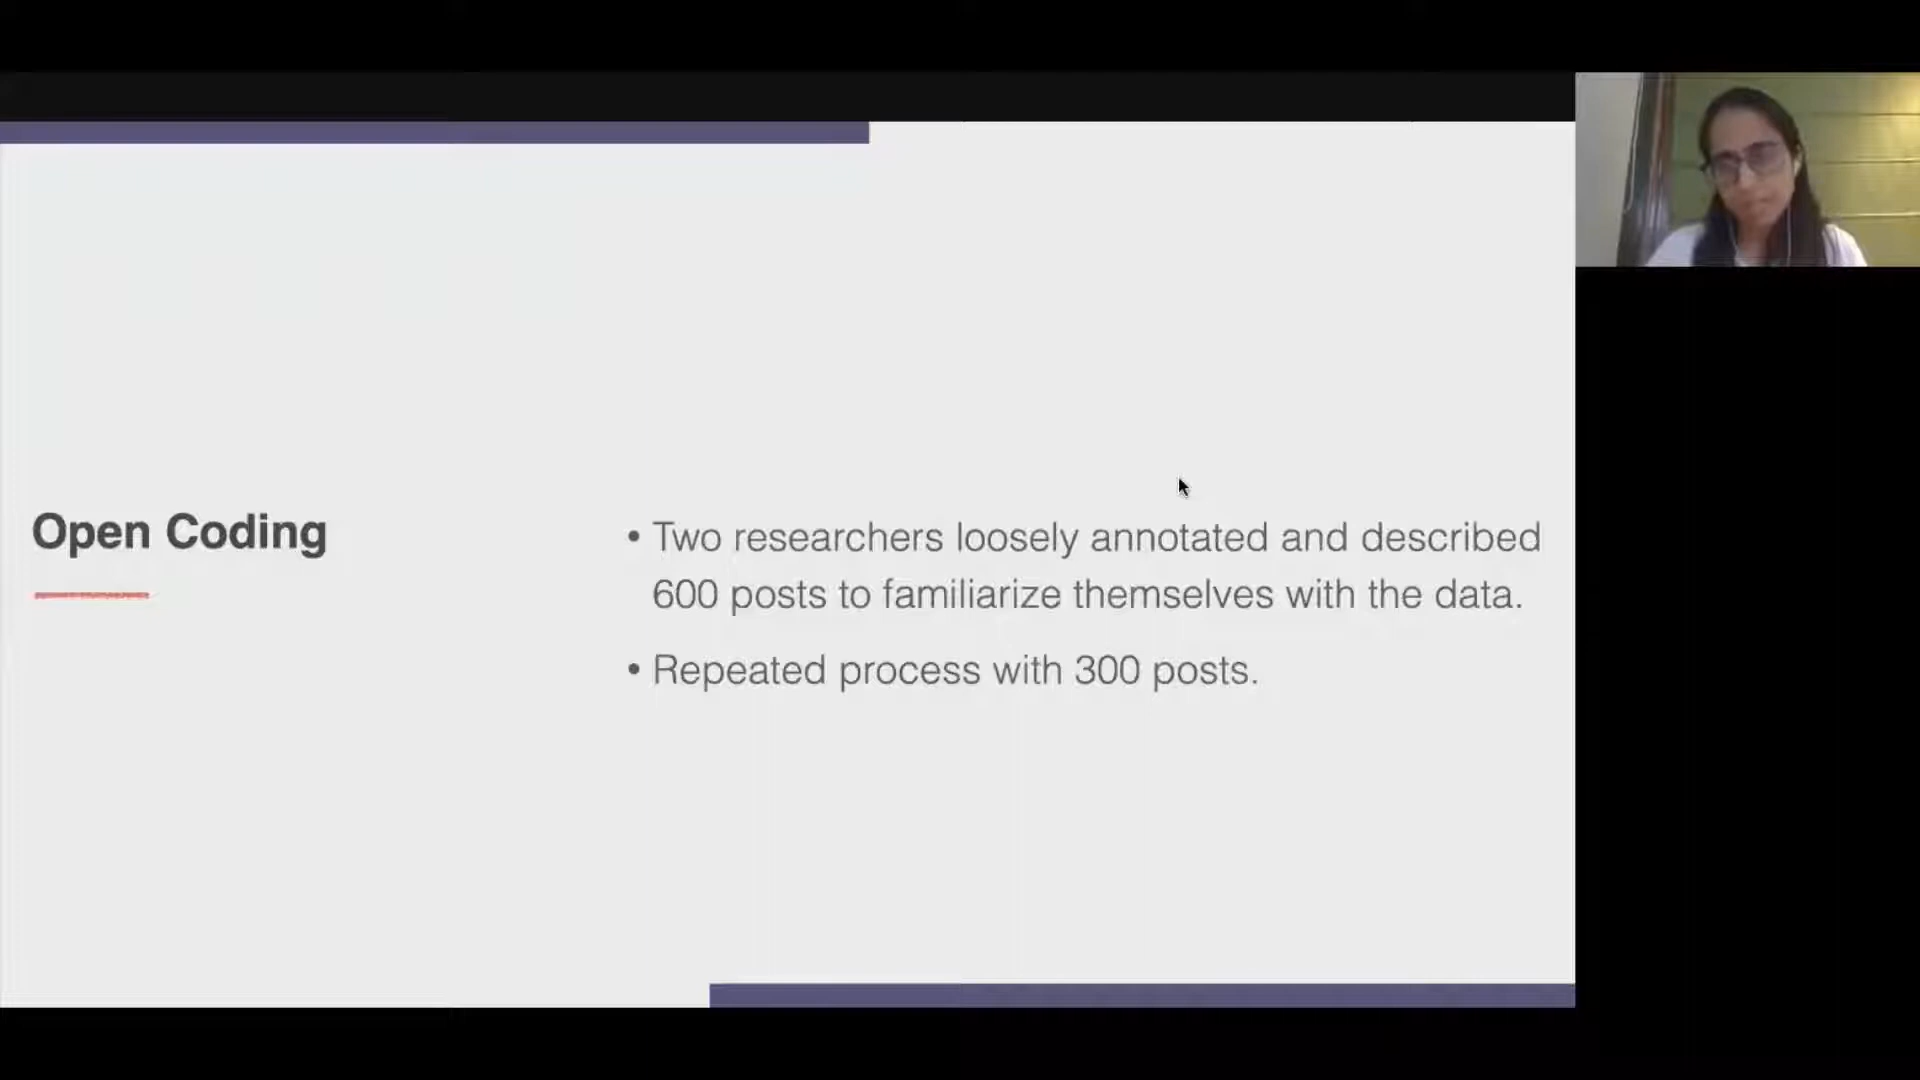 Open Coding
• Two researchers loosely annotated and described
600 posts to familiarize themselves with the data.
• Repeated process with 300 posts.